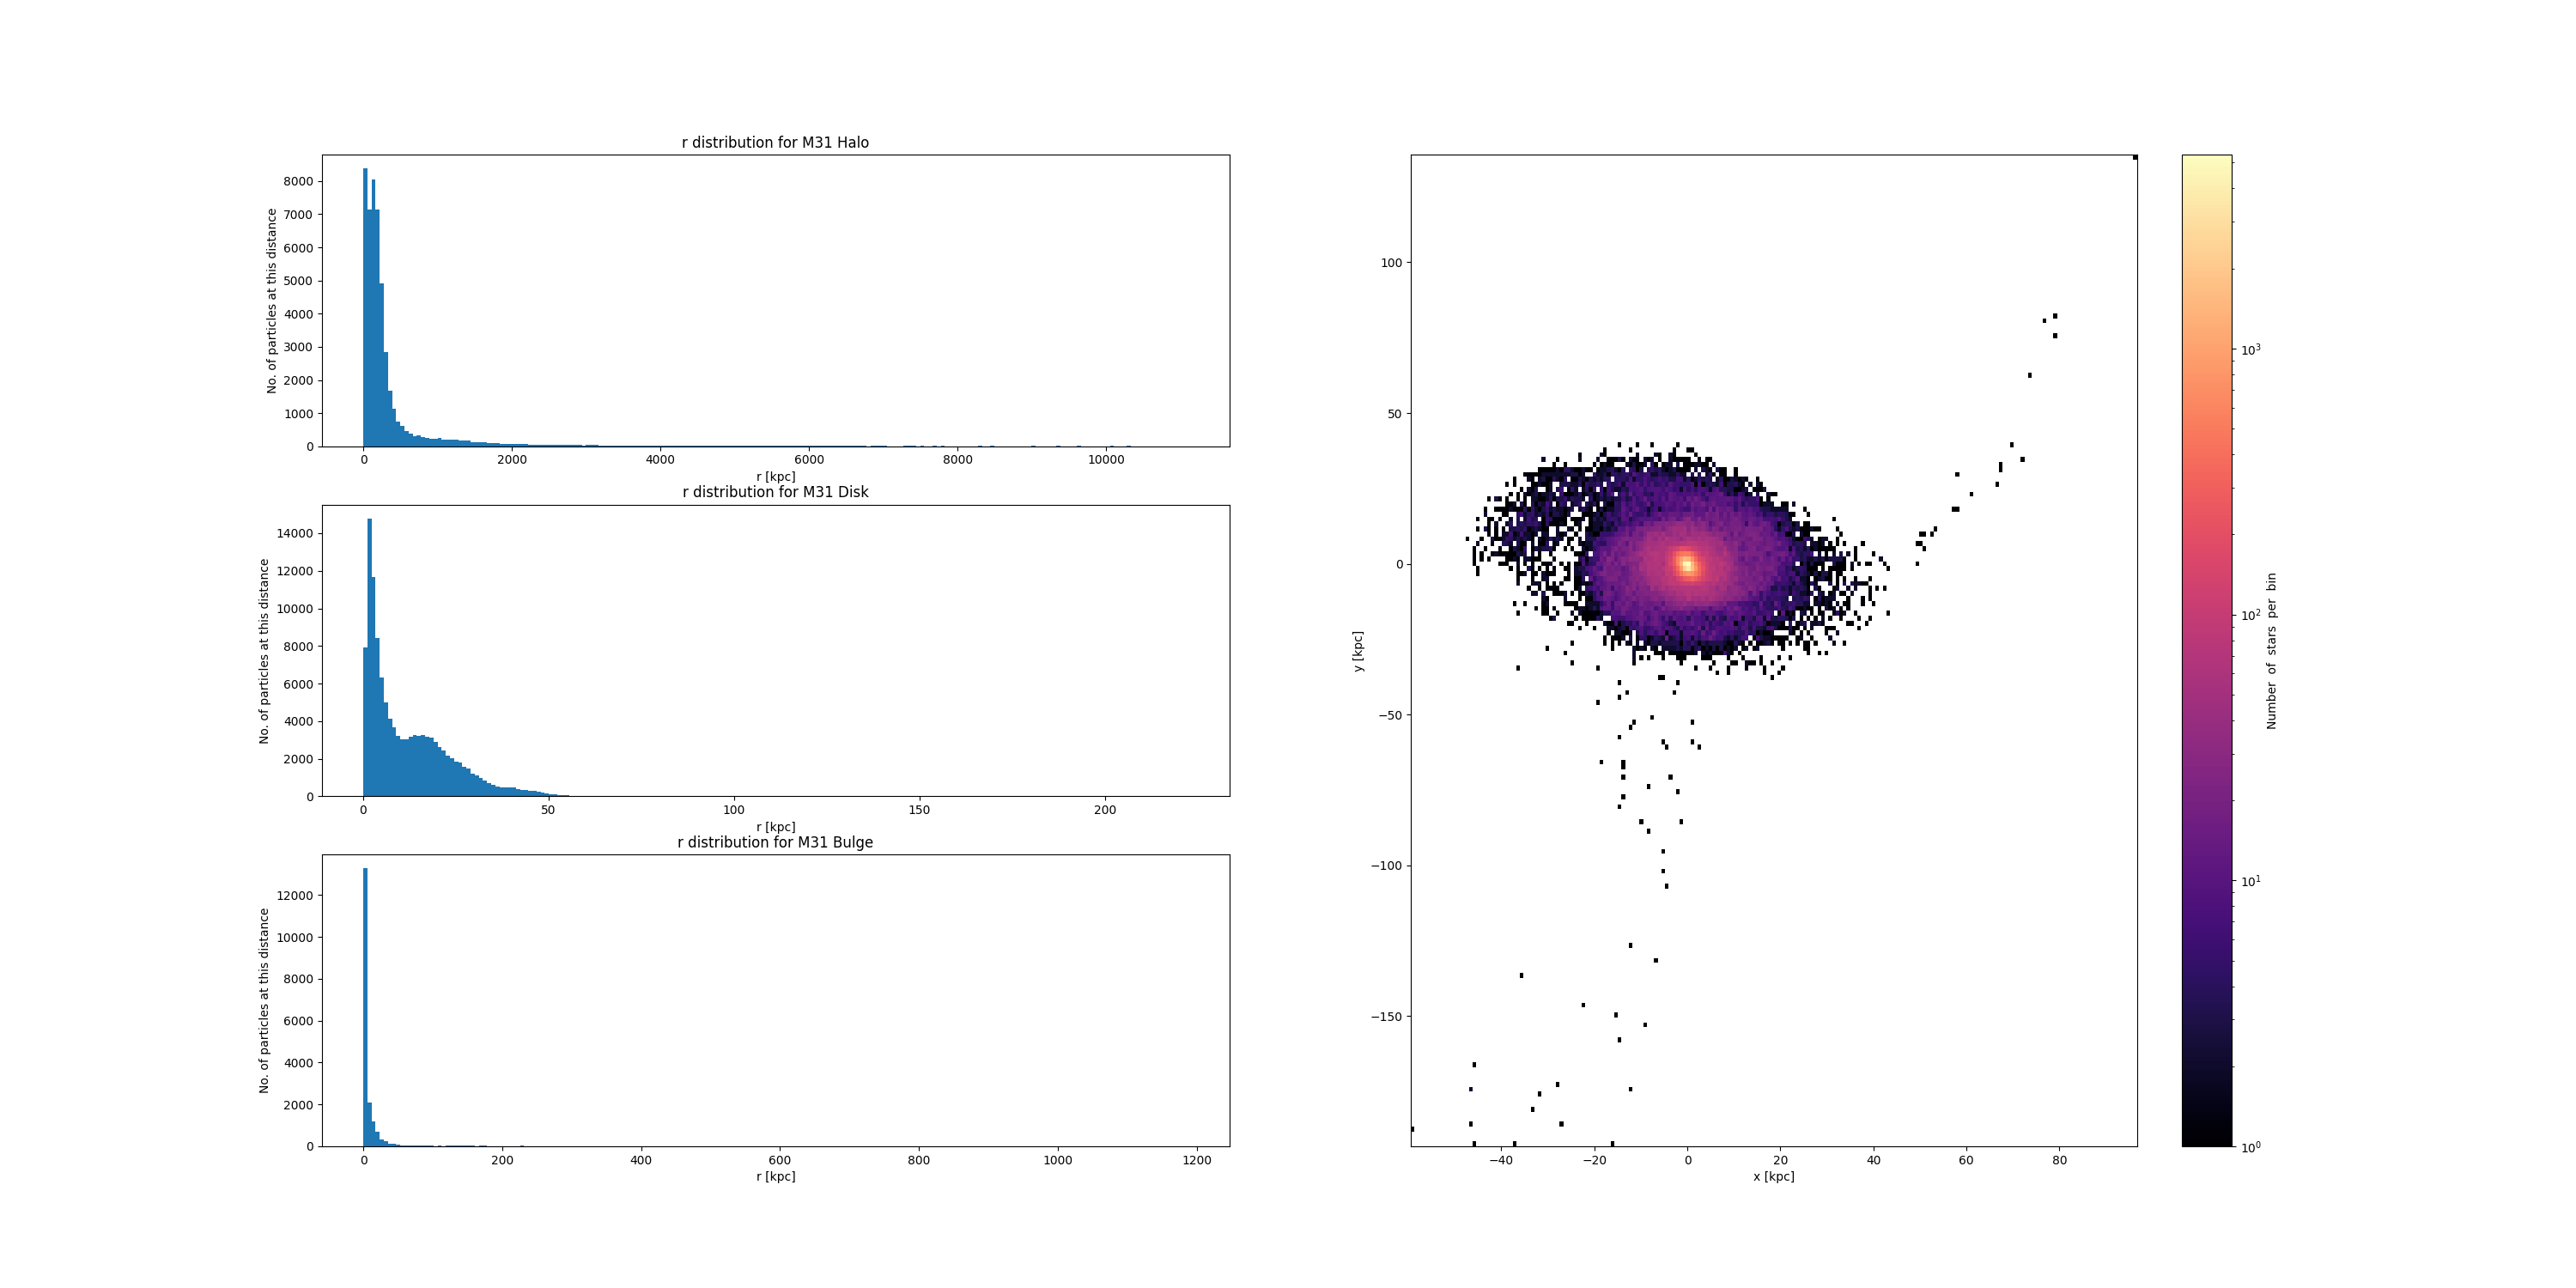 r distribution for M31 Halo
No. of particles at this distance
8000
7000
6000
5000
4000
3000
2000
1000
0
0 2000 4000 6000 8000 10000
r [kpc]
r distribution for M31 Disk
No. of particles at this distance
14000
12000
10000
8000
6000
4000
2000
0
0 50 100 150 200
r [kpc]
r distribution for M31 Bulge
No. of particles at this distance
12000
10000
8000
6000
4000
2000
0
0 200 400 600 800 1000 1200
r [kpc]
y [kpc]
100
50
0
−50
−100
−150
−40 −20 0 20 40 60 80
x [kpc]
10³
10²
10¹
10⁰
Number of stars per bin